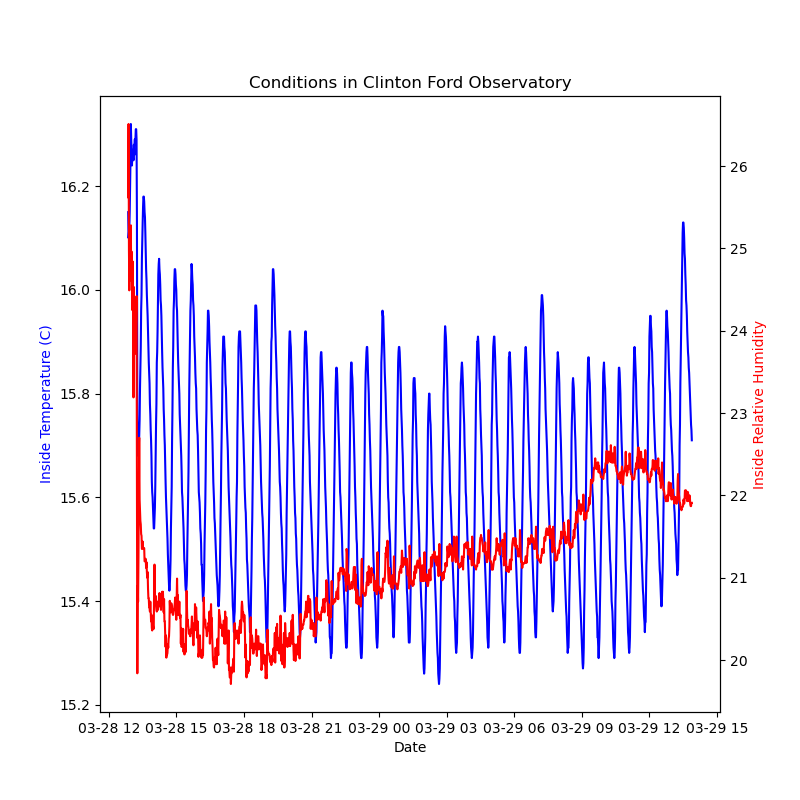 Conditions in Clinton Ford Observatory
16.2
16.0
15.8
15.6
15.4
15.2
Inside Temperature (C)
26
25
24
23
22
21
20
Inside Relative Humidity
03-28 12 03-28 15 03-28 18 03-28 21 03-29 00 03-29 03 03-29 06 03-29 09 03-29 12 03-29 15
Date